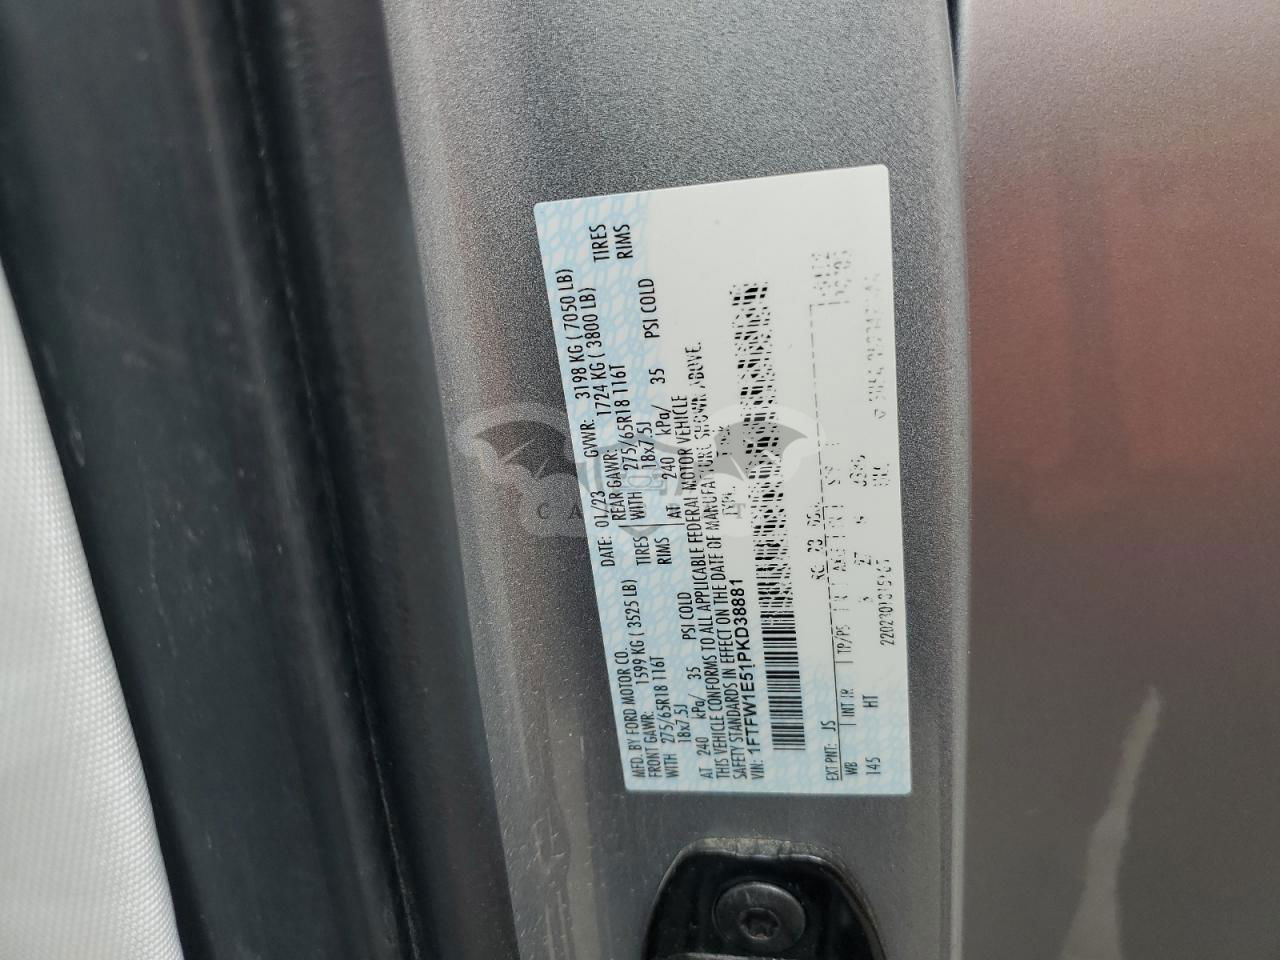 MFD. BY FORD MOTOR CO. DATE: 01/23 GVWR: 3198 KG ( 7050 LB)
FRONT GAWR: 1599 KG ( 3525 LB) REAR GAWR: 1724 KG ( 3800 LB)
WITH 275/65R18 116T TIRES WITH 275/65R18 116T TIRES
18x7.5J RIMS 18x7.5J RIMS
AT 240 kPa/ 35 PSI COLD AT 240 kPa/ 35 PSI COLD
THIS VEHICLE CONFORMS TO ALL APPLICABLE FEDERAL MOTOR VEHICLE
SAFETY STANDARDS IN EFFECT ON THE DATE OF MANUFACTURE SHOWN ABOVE.
VIN: 1FTFW1E51PKD38881
EXT PNT: JS
WB INT TR TP/PS
145 HT